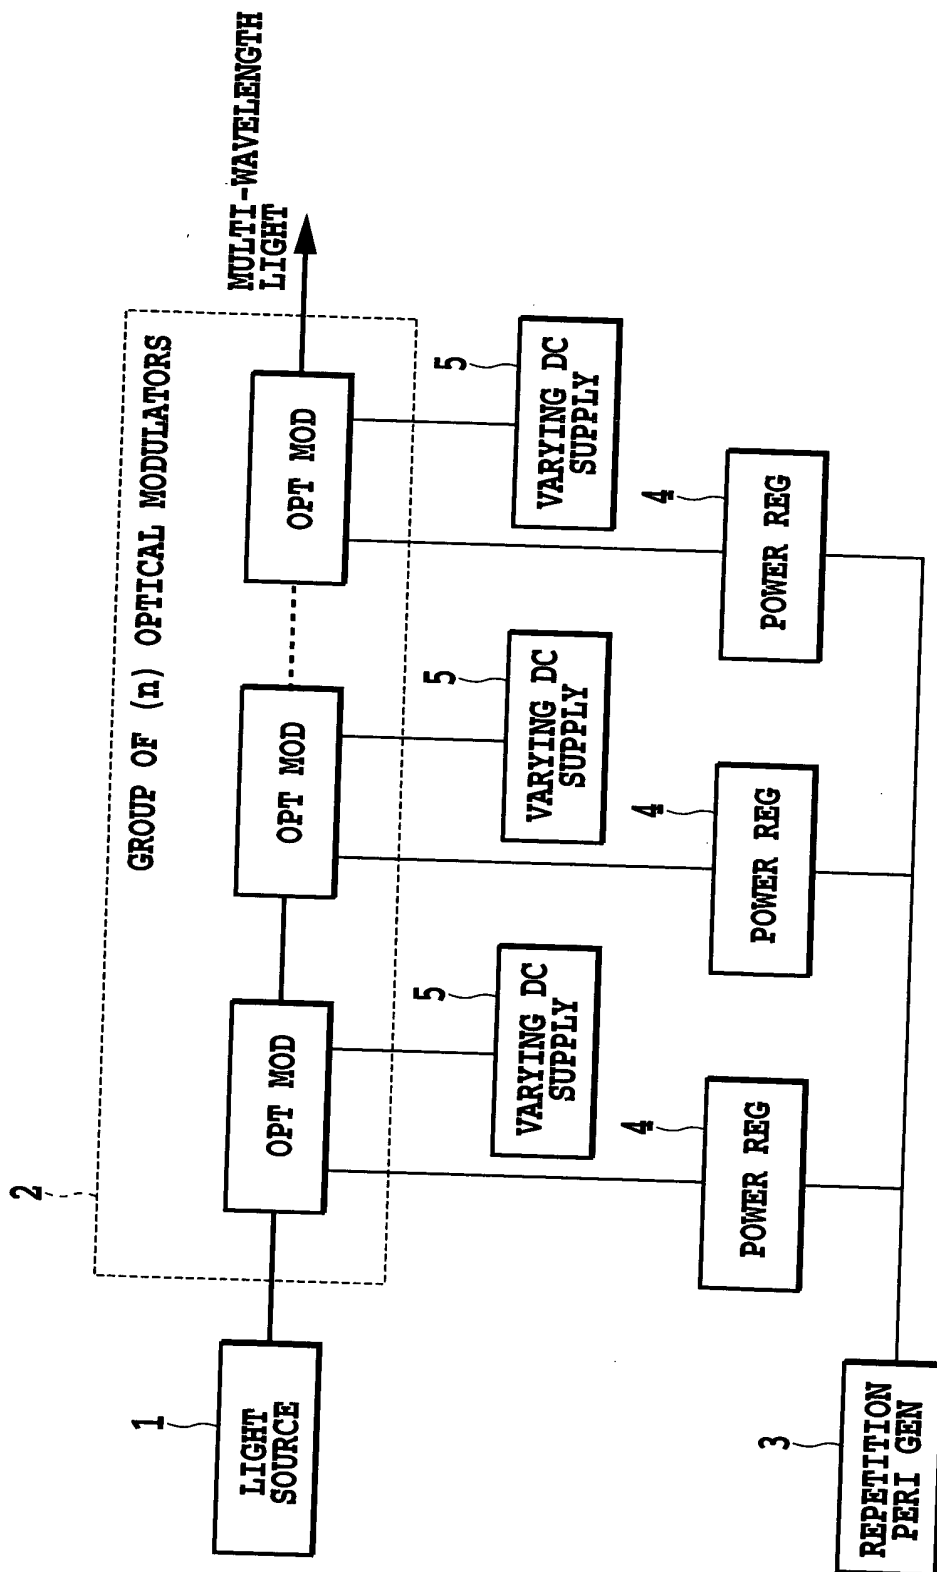 MULTI-WAVELENGTH
LIGHT
GROUP OF (n) OPTICAL MODULATORS
2
1
LIGHT
SOURCE
OPT MOD
OPT MOD
OPT MOD
5
VARYING DC
SUPPLY
5
VARYING DC
SUPPLY
5
VARYING DC
SUPPLY
4
POWER REG
4
POWER REG
4
POWER REG
3
REPETITION
PERI GEN